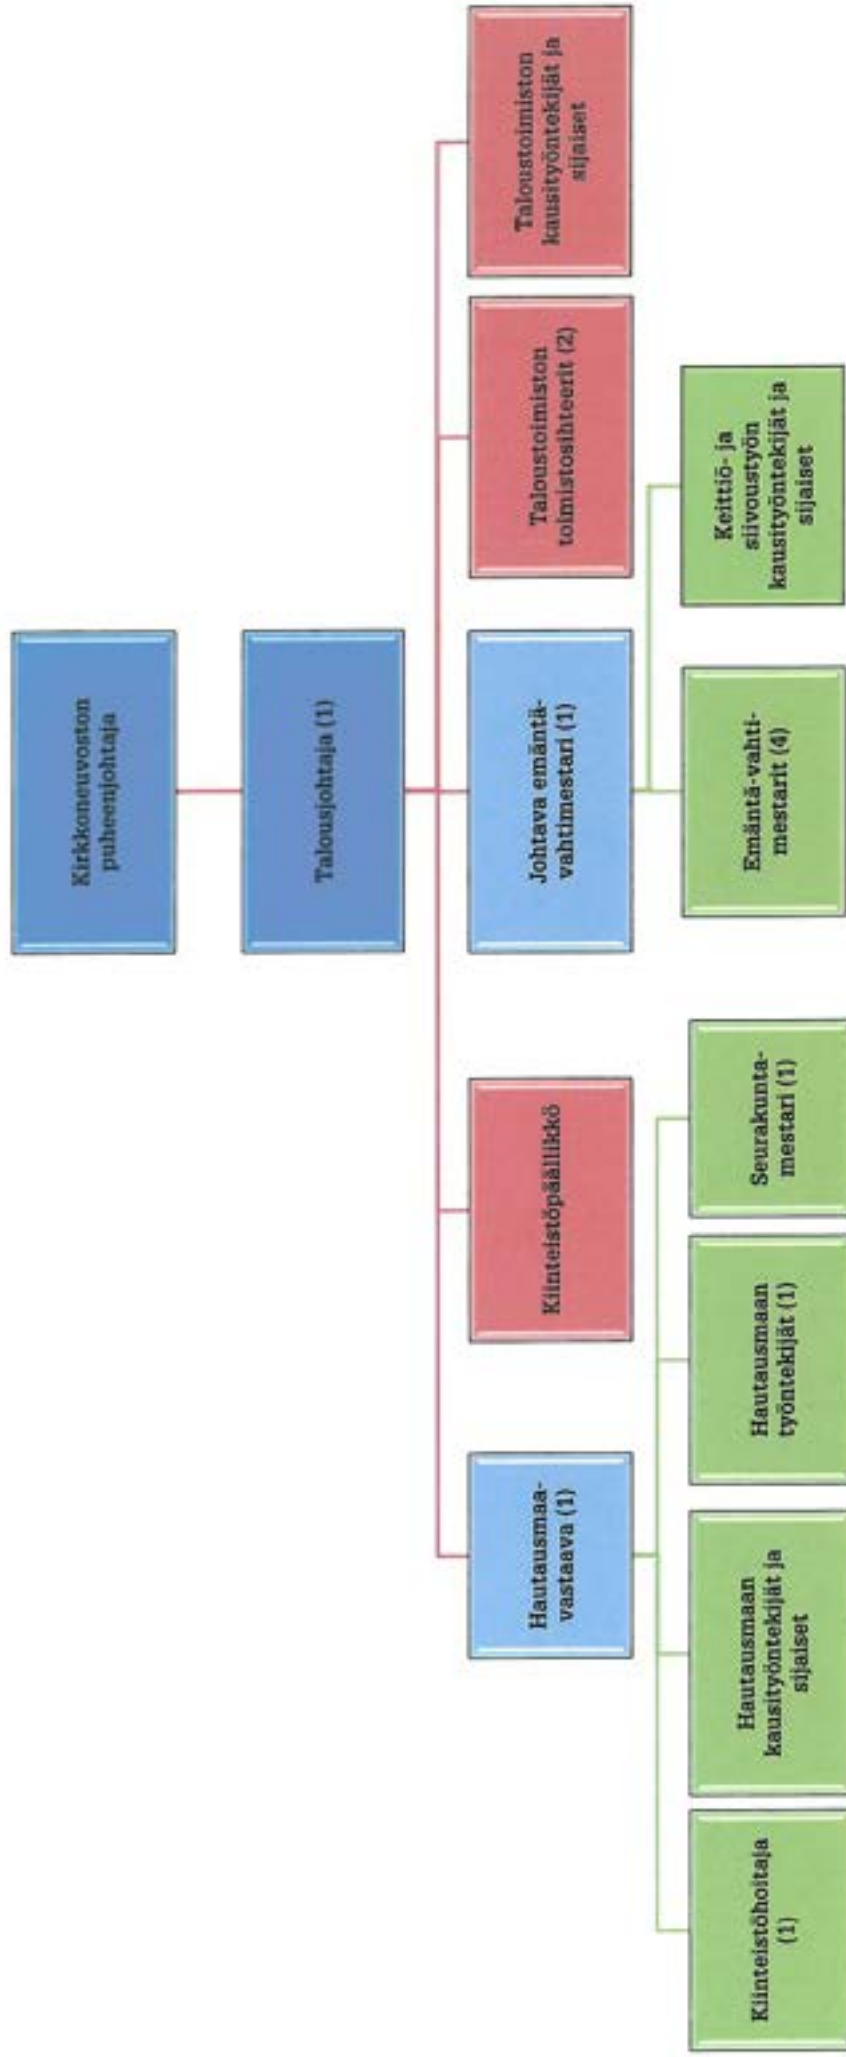 Kirkkoneuvoston
puheenjohtaja
Talousjohtaja (1)
Hautausmaa-
vastaava (1)
Kiinteistöpäällikkö
Johtava emäntä-
vahtimestari (1)
Taloustoimiston
toimistosihteerit (2)
Taloustoimiston
kausityöntekijät ja
sijaiset
Kiinteistöhoitaja
(1)
Hautausmaan
kausityöntekijät ja
sijaiset
Hautausmaan
työntekijät (1)
Seurakunta-
mestari (1)
Emäntä-vahti-
mestarit (4)
Keittiö- ja
siivoustyön
kausityöntekijät ja
sijaiset